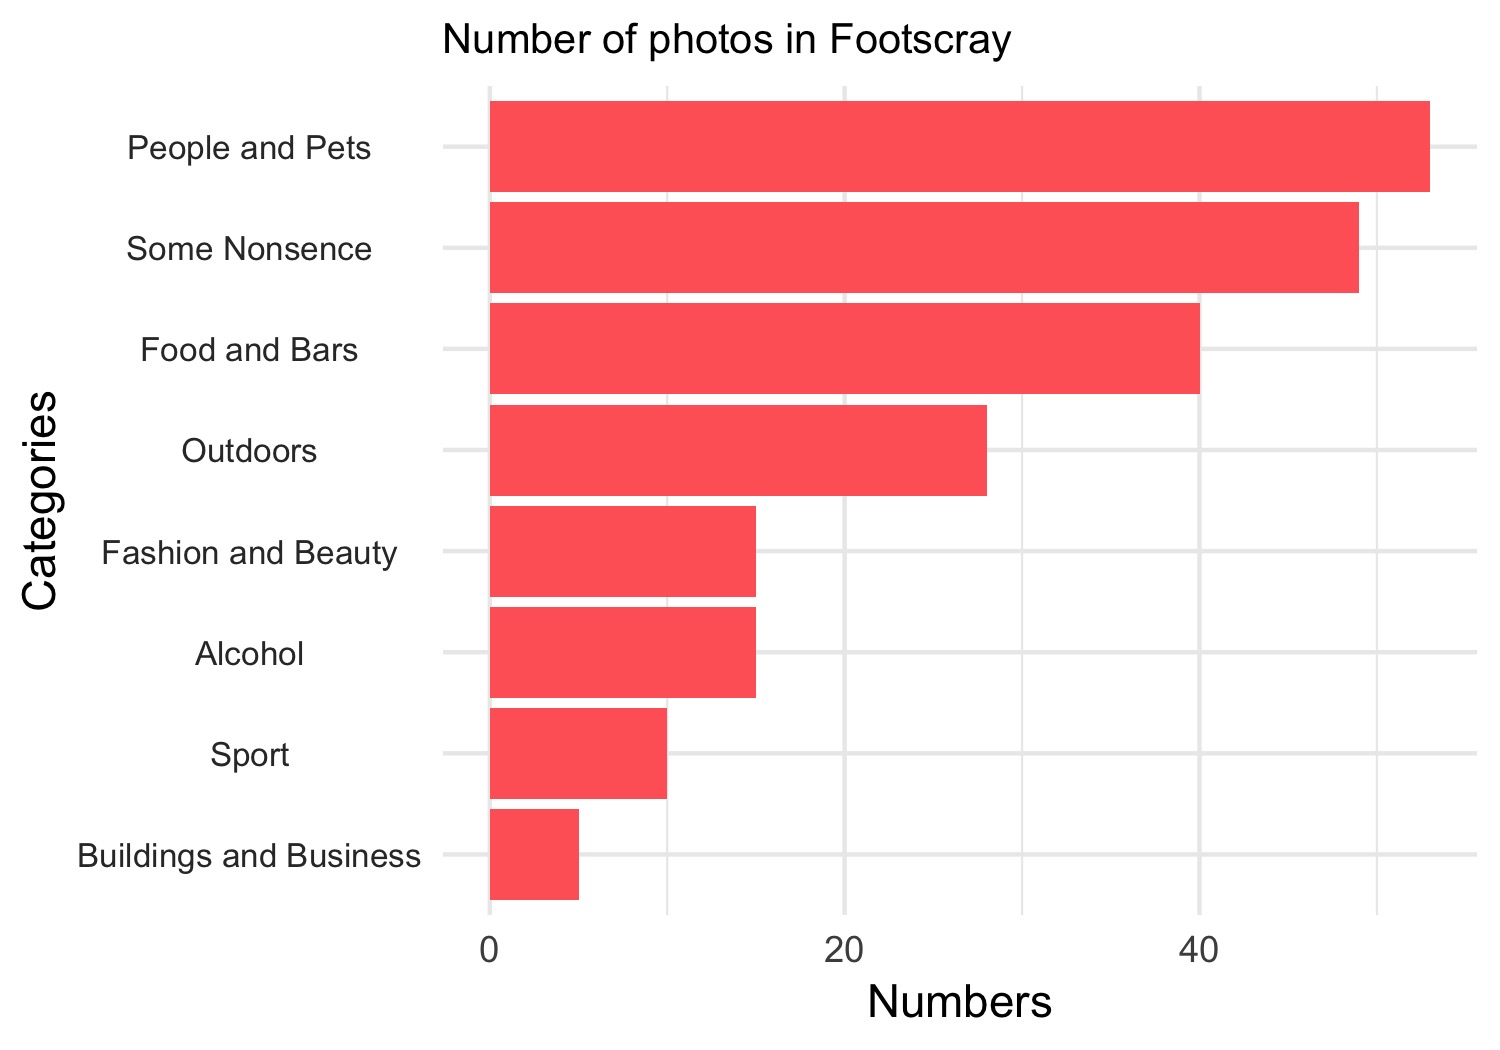 Number of photos in Footscray
People and Pets
Some Nonsence
Food and Bars
Outdoors
Fashion and Beauty
Alcohol
Sport
Buildings and Business
Categories
0 20 40
Numbers